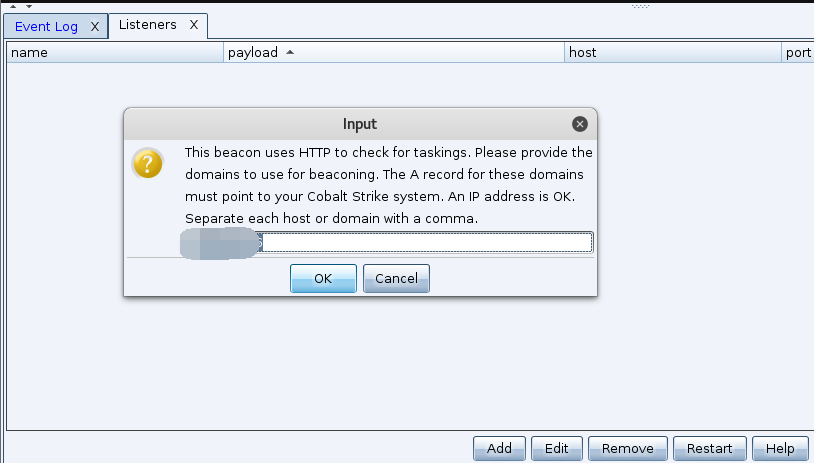 Event Log X Listeners X
name payload host port
Input
This beacon uses HTTP to check for taskings. Please provide the
domains to use for beaconing. The A record for these domains
must point to your Cobalt Strike system. An IP address is OK.
Separate each host or domain with a comma.
OK Cancel
Add Edit Remove Restart Help